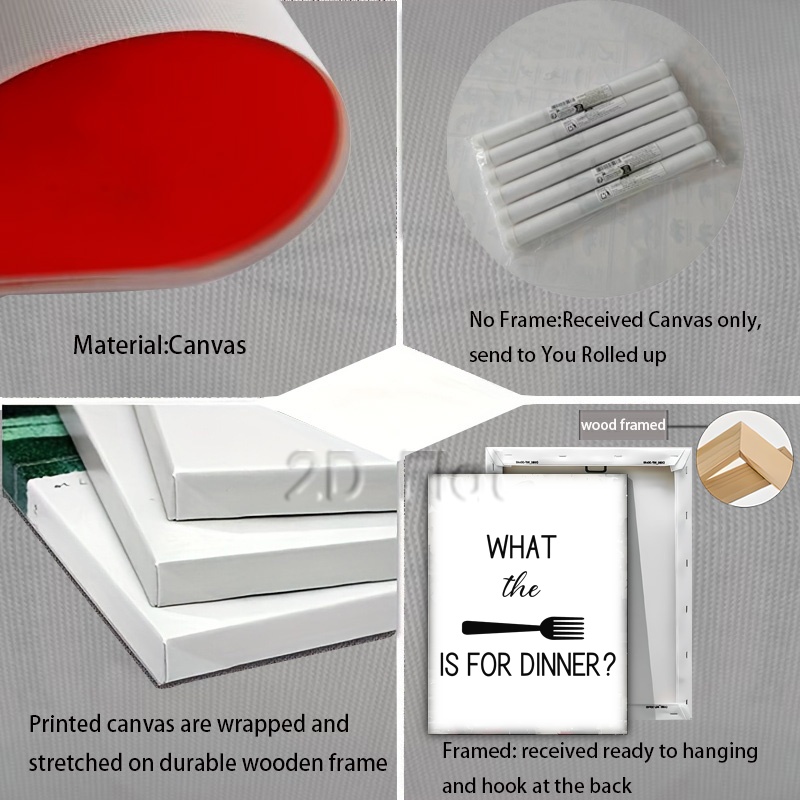 Material:Canvas
No Frame:Received Canvas only,
send to You Rolled up
wood framed
2D Flat
WHAT
the
IS FOR DINNER?
Printed canvas are wrapped and
stretched on durable wooden frame
Framed: received ready to hanging
and hook at the back